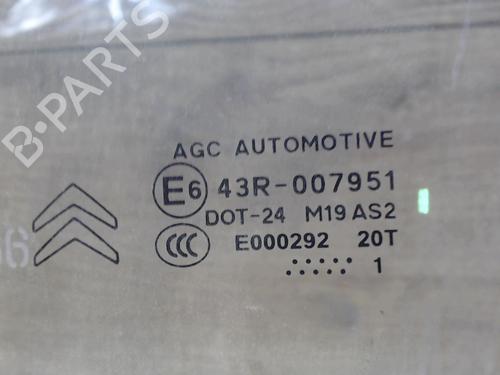 B-PARTS
AGC AUTOMOTIVE
E6 43R-007951
DOT-24 M19 AS2
CCC E000292 20T
1